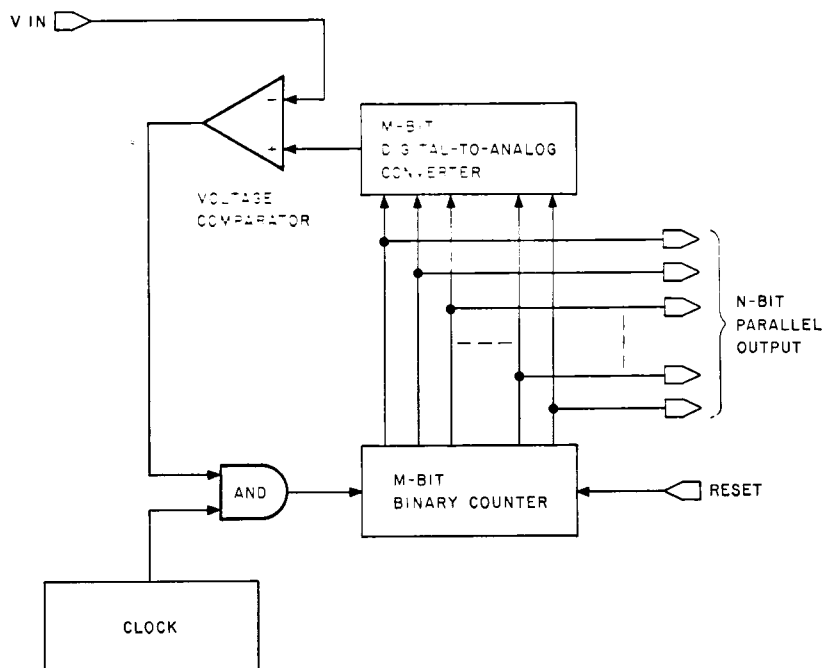 V IN
M-BIT
DIGITAL-TO-ANALOG
CONVERTER
VOLTAGE
COMPARATOR
N-BIT
PARALLEL
OUTPUT
AND
M-BIT
BINARY COUNTER
RESET
CLOCK